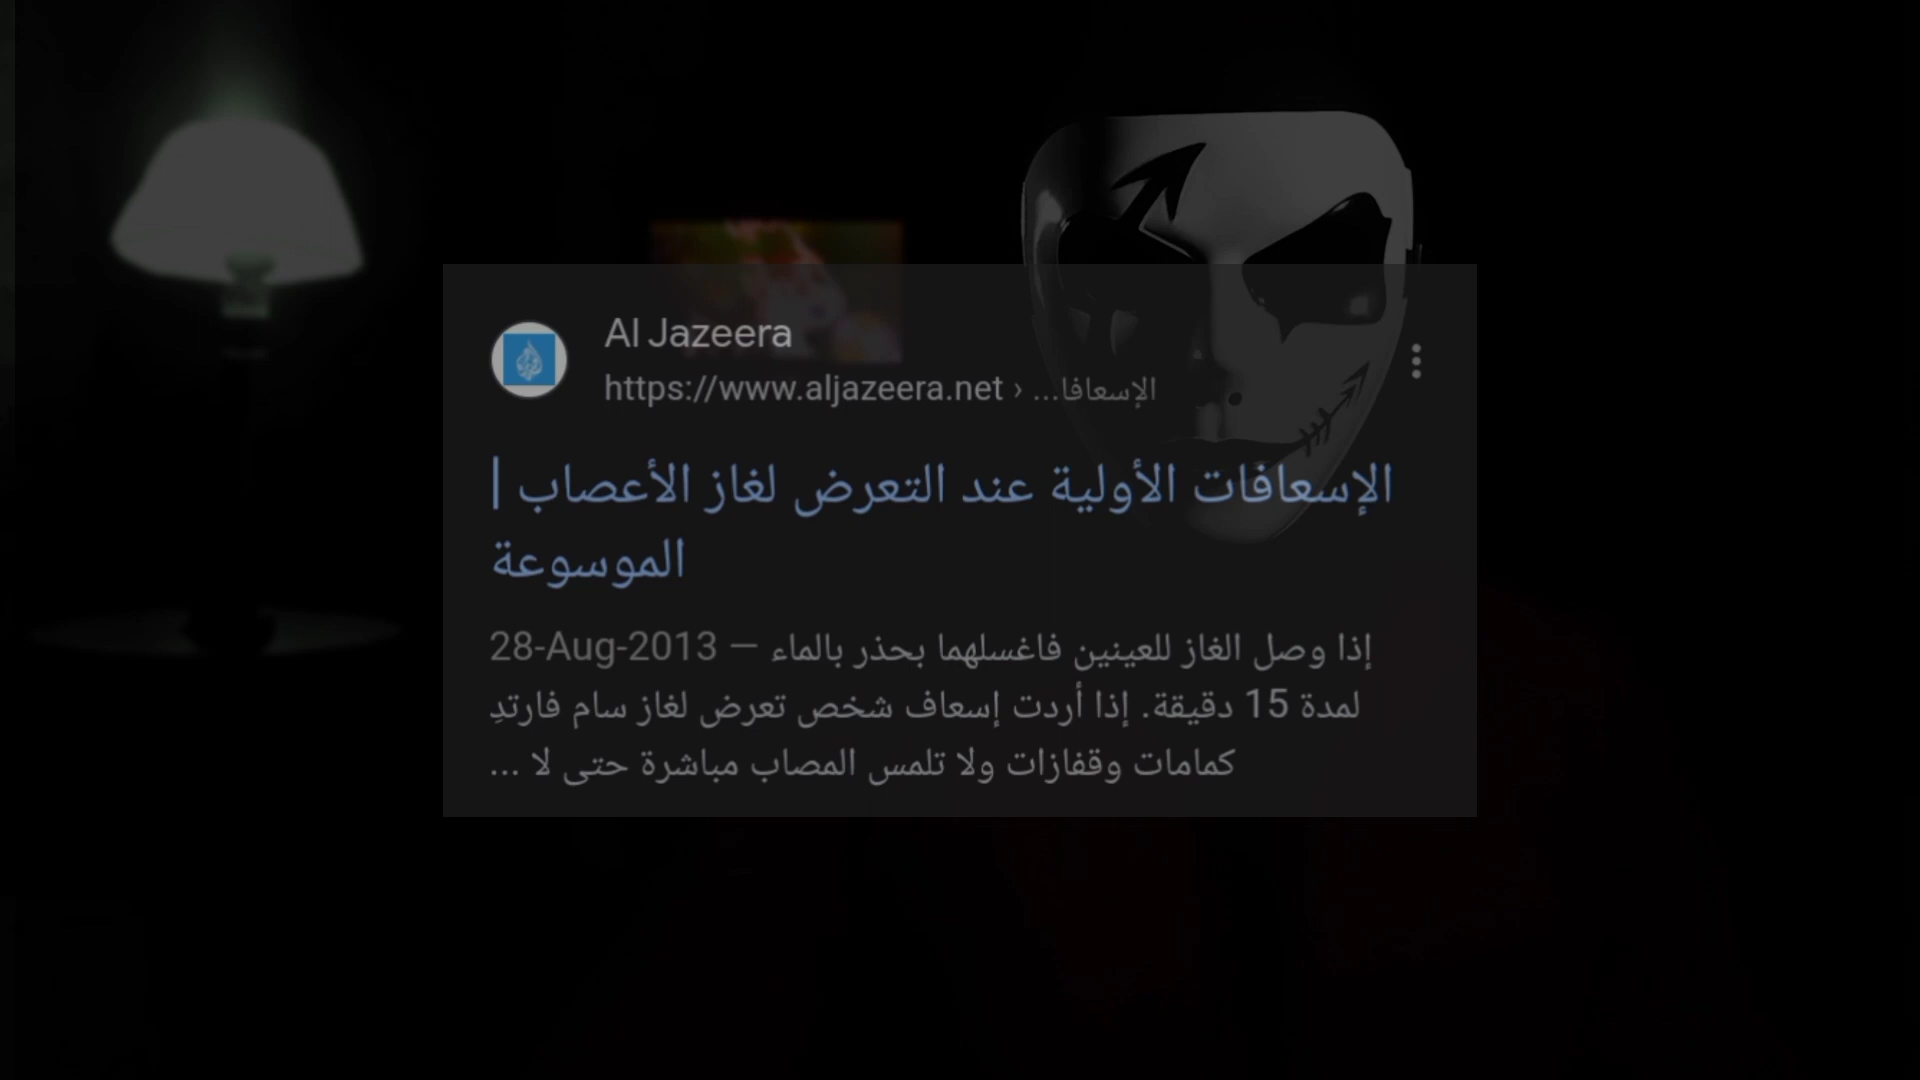 Al Jazeera
https://www.aljazeera.net › ...الإسعافا
الإسعافات الأولية عند التعرض لغاز الأعصاب |
الموسوعة
28-Aug-2013 — إذا وصل الغاز للعينين فاغسلهما بحذر بالماء
لمدة 15 دقيقة. إذا أردت إسعاف شخص تعرض لغاز سام فارتدِ
كمامات وقفازات ولا تلمس المصاب مباشرة حتى لا ...